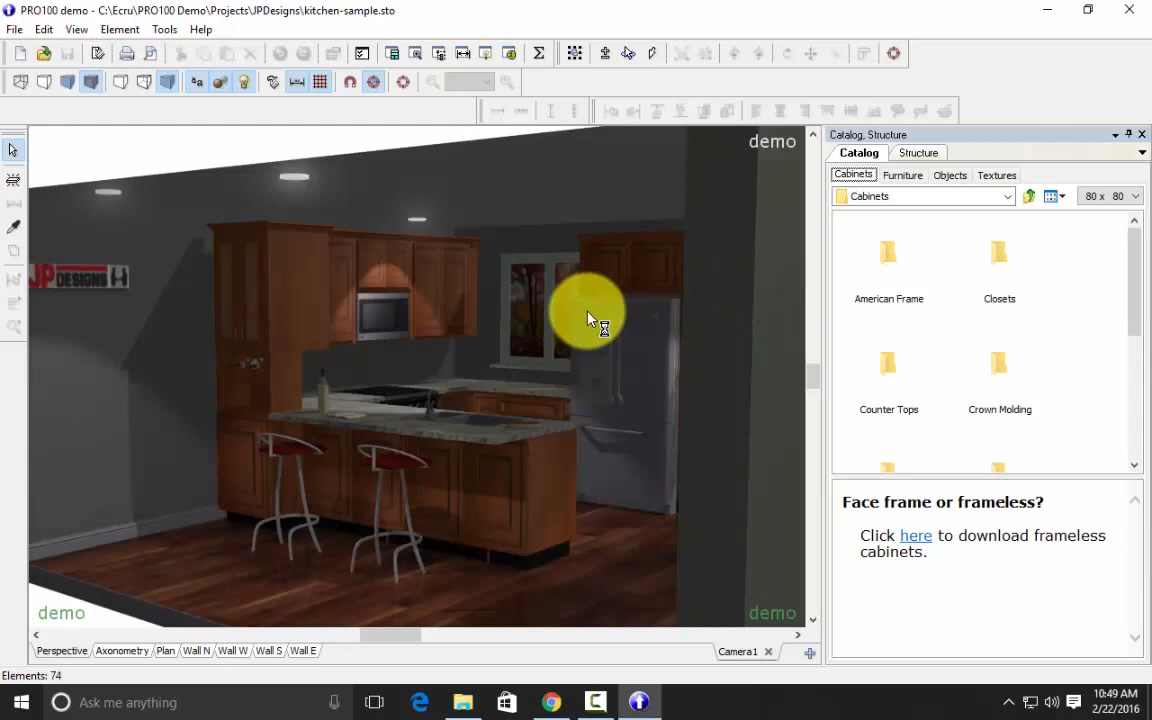 PRO100 demo - C:\Ecru\PRO100 Demo\Projects\JPDesigns\kitchen-sample.sto
File Edit View Element Tools Help
aa
Catalog, Structure
Catalog Structure
Cabinets Furniture Objects Textures
Cabinets 80 x 80
American Frame Closets
Counter Tops Crown Molding
Face frame or frameless?
Click here to download frameless
cabinets.
demo
JP DESIGNS
demo demo
Perspective Axonometry Plan Wall N Wall W Wall S Wall E Camera1
Elements: 74
Ask me anything
10:49 AM
2/22/2016